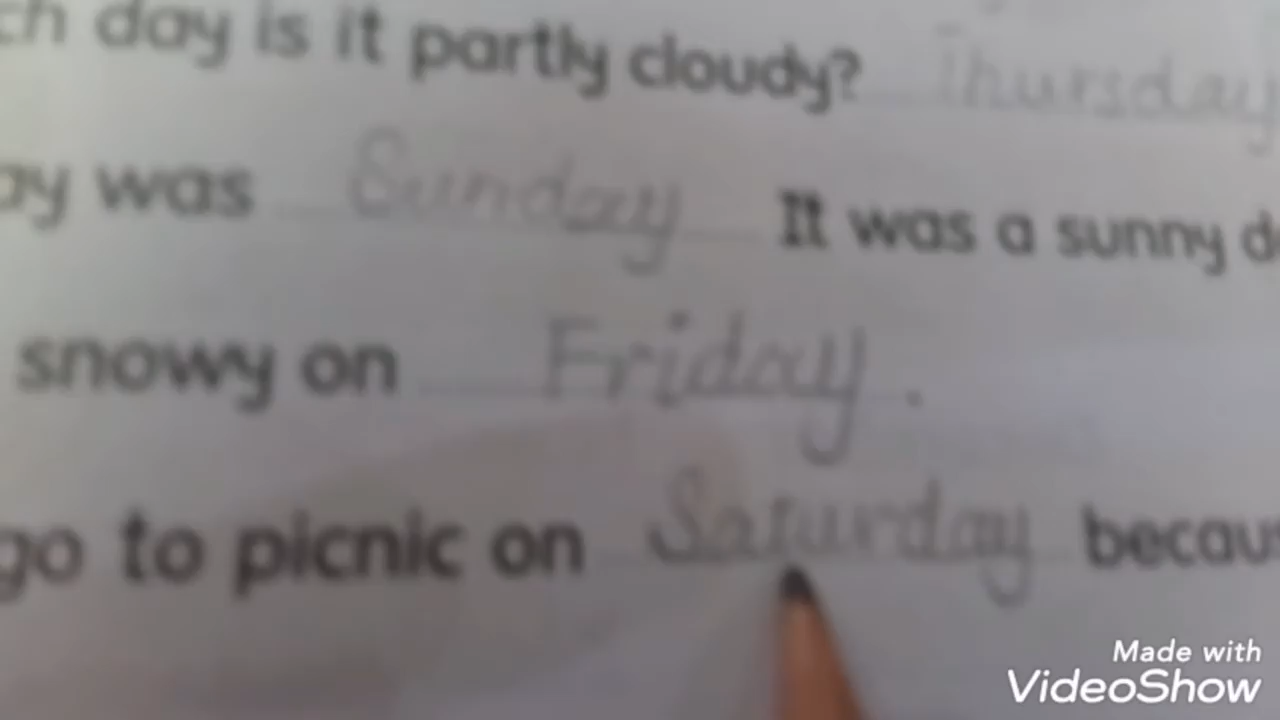 ch day is it partly cloudy? Thursday
ay was Sunday It was a sunny d
snowy on Friday.
go to picnic on Saturday becaus
Made with
VideoShow